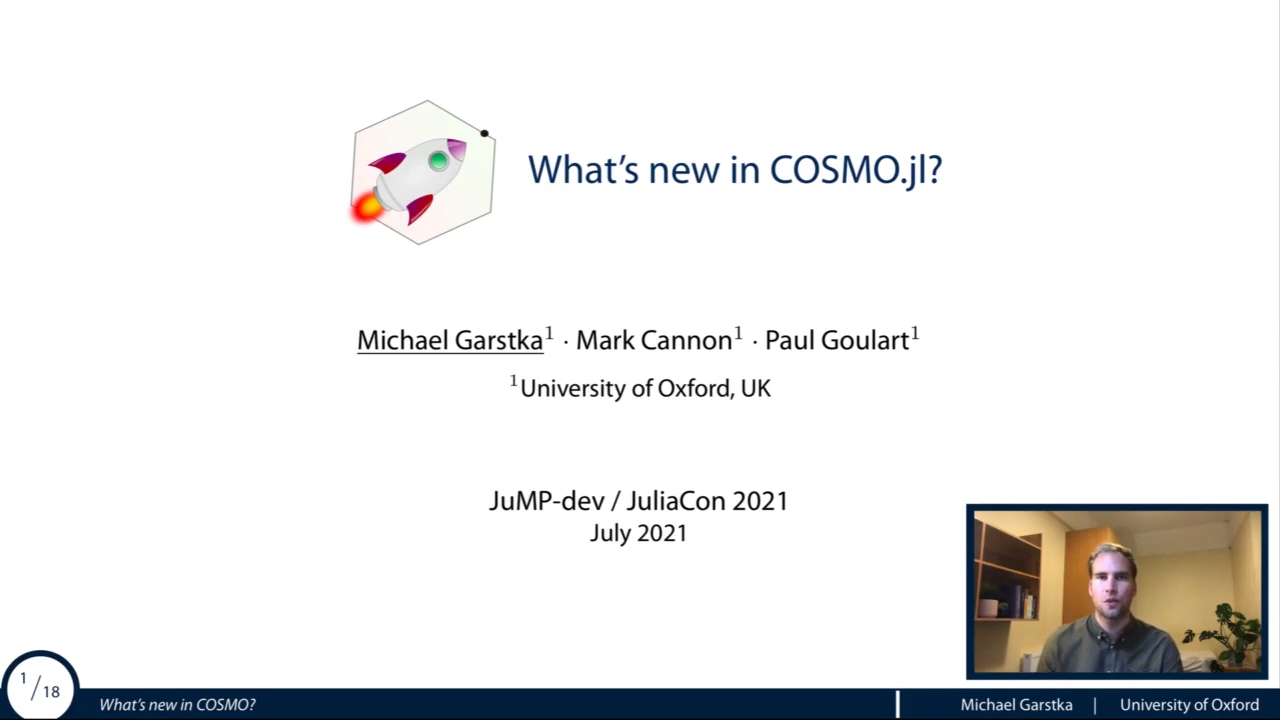 What's new in COSMO.jl?
Michael Garstka¹ · Mark Cannon¹ · Paul Goulart¹
¹University of Oxford, UK
JuMP-dev / JuliaCon 2021
July 2021
1/18
What's new in COSMO?
Michael Garstka | University of Oxford